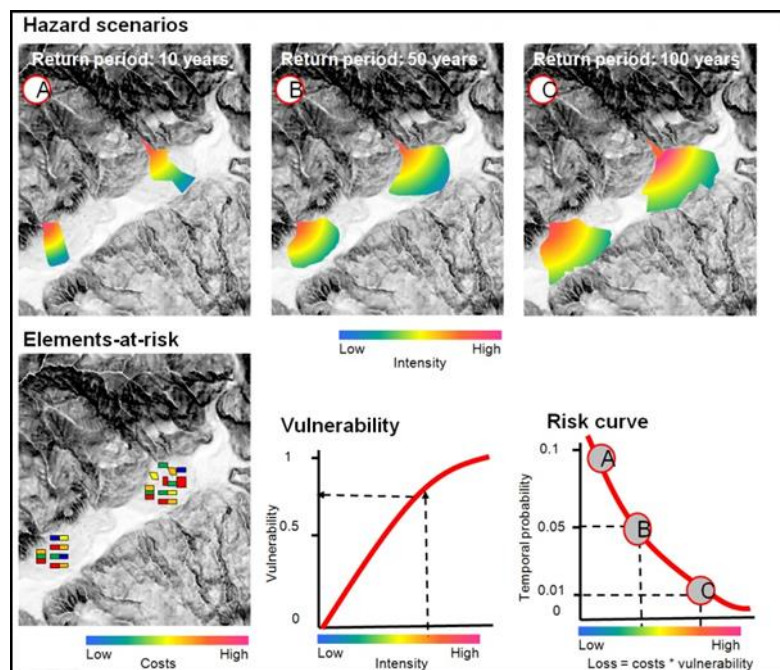 Hazard scenarios
Return period: 10 years
A
Return period: 50 years
B
Return period: 100 years
C
Low
High
Intensity
Elements-at-risk
Low
High
Costs
Vulnerability
1
0.5
0
Vulnerability
Low
High
Intensity
Risk curve
0.1
0.05
0.01
0
Temporal probability
A
B
C
Low
High
Loss = costs * vulnerability